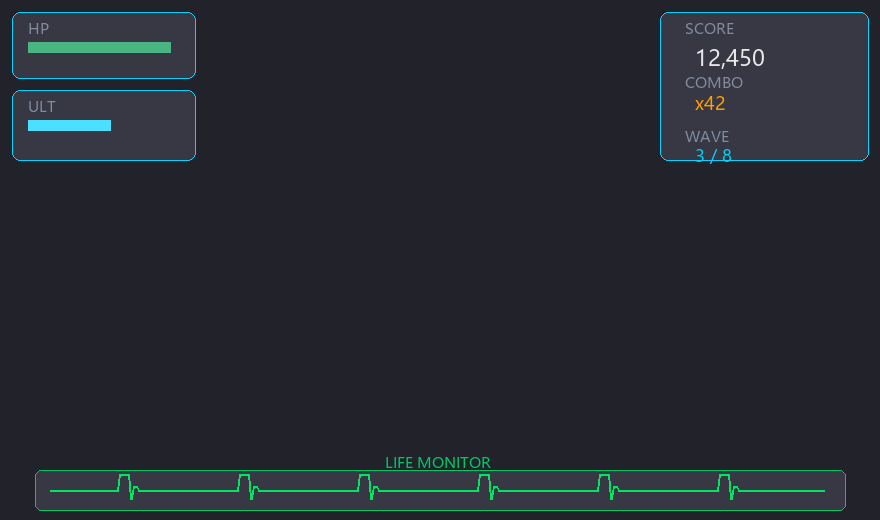 HP
ULT
SCORE
12,450
COMBO
x42
WAVE
3 / 8
LIFE MONITOR